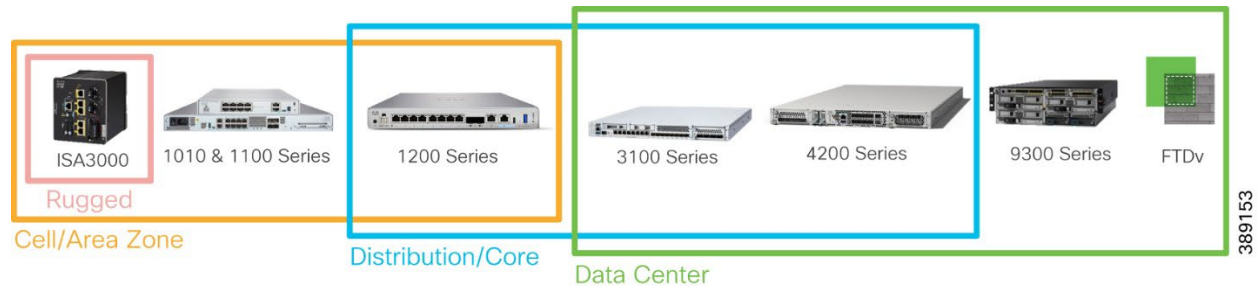 ISA3000
1010 & 1100 Series
1200 Series
3100 Series
4200 Series
9300 Series
FTDv
Rugged
Cell/Area Zone
Distribution/Core
Data Center
389153